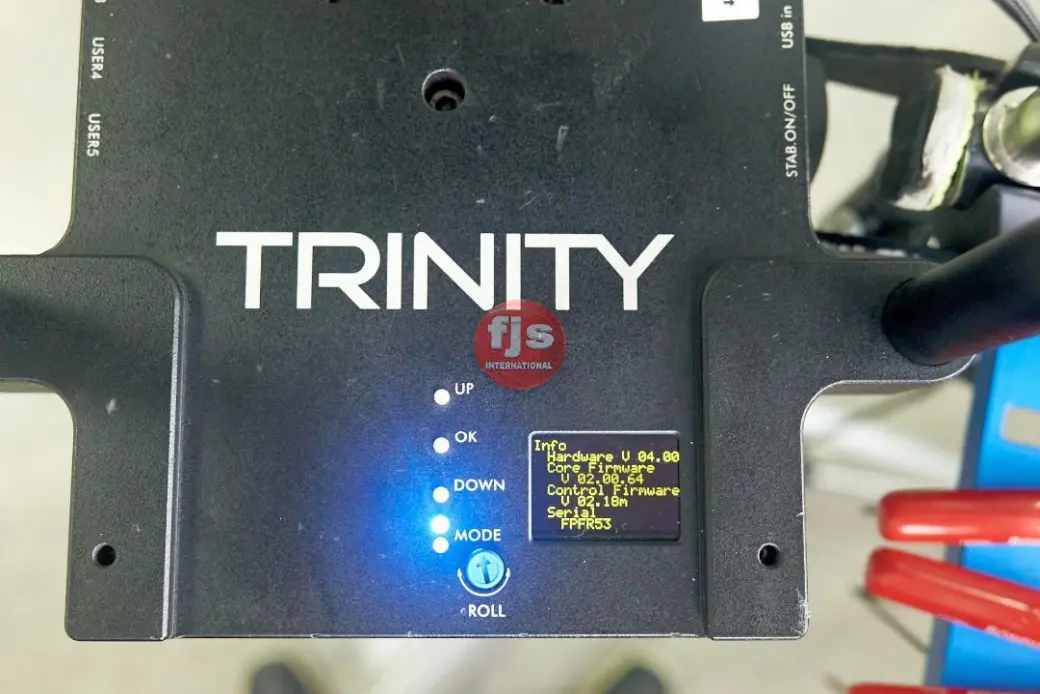 USER4
USER5
USB in
STAB.ON/OFF
TRINITY
fjs
INTERNATIONAL
UP
OK
DOWN
MODE
ROLL
Info
Hardware V 04.00
Core Firmware
V 02.00.64
Control Firmware
V 02.18m
Serial
FPFR53